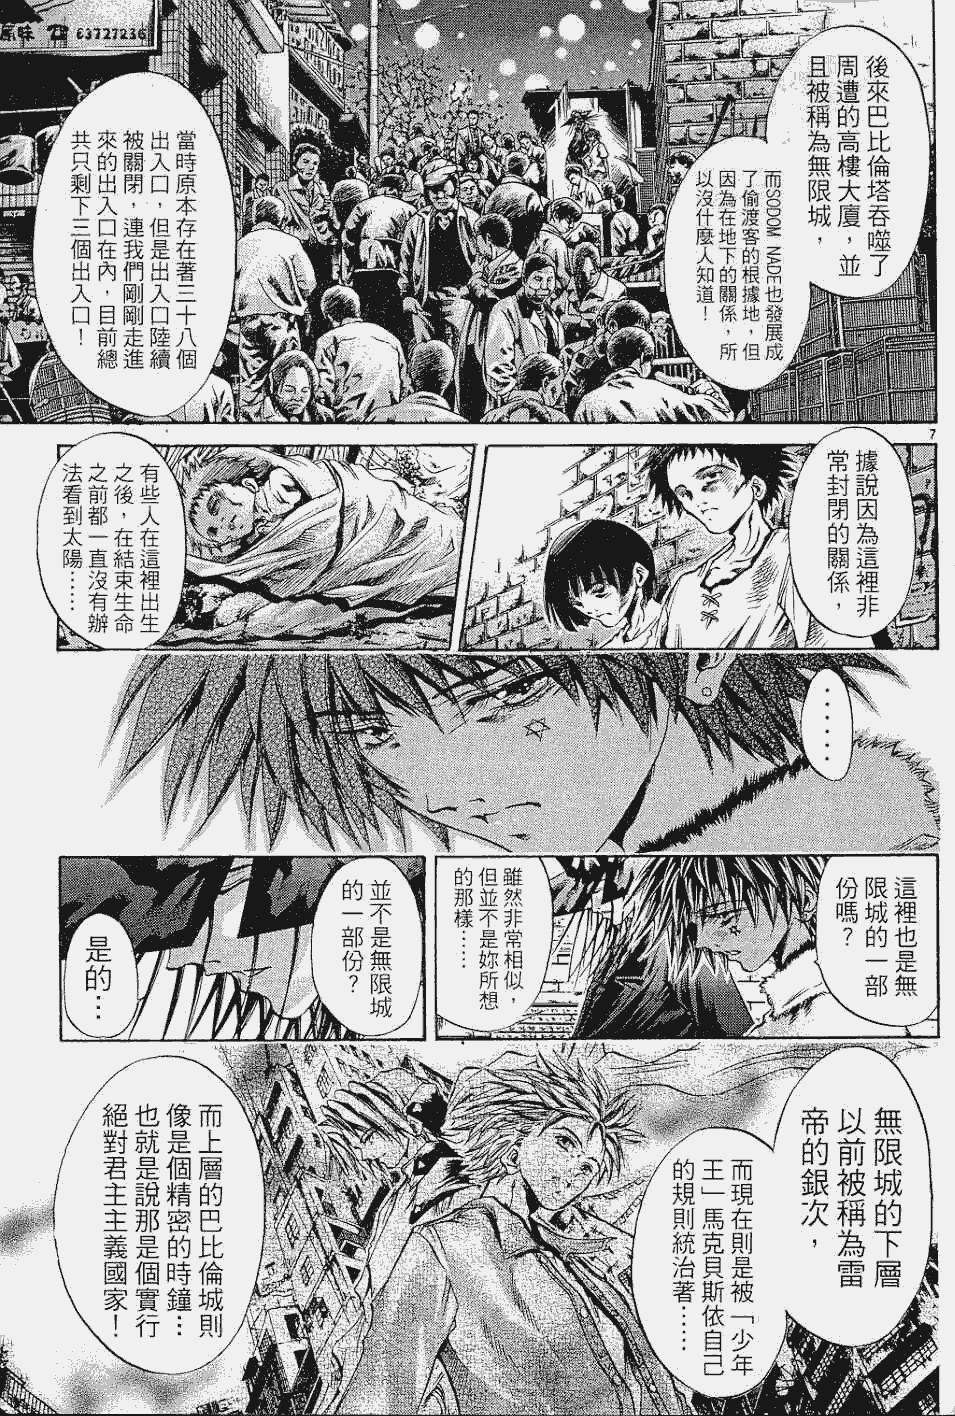 原味 ☎ 63727236
後來巴比倫塔吞噬了
周遭的高樓大廈，並
且被稱為無限城，
而SODOM NADE也發展成
了偷渡客的根據地，但
因為在地下的關係，所
以沒什麼人知道！
當時原本存在著三十八個
出入口，但是出入口陸續
被關閉，連我們剛剛走進
來的出入口在內，目前總
共只剩下三個出入口！
7
據說因為這裡非
常封閉的關係，
有些人在這裡出生
之後，在結束生命
之前都一直沒有辦
法看到太陽……
……
這裡也是無
限城的一部
份嗎？
雖然非常相似，
但並不是妳所想
的那樣……
並不是無限城
的一部份？
是的…
無限城的下層
以前被稱為雷
帝的銀次，
而現在則是被「少年
王」馬克貝斯依自己
的規則統治著……
而上層的巴比倫城則
像是個精密的時鐘…
也就是說那是個實行
絕對君主主義國家！